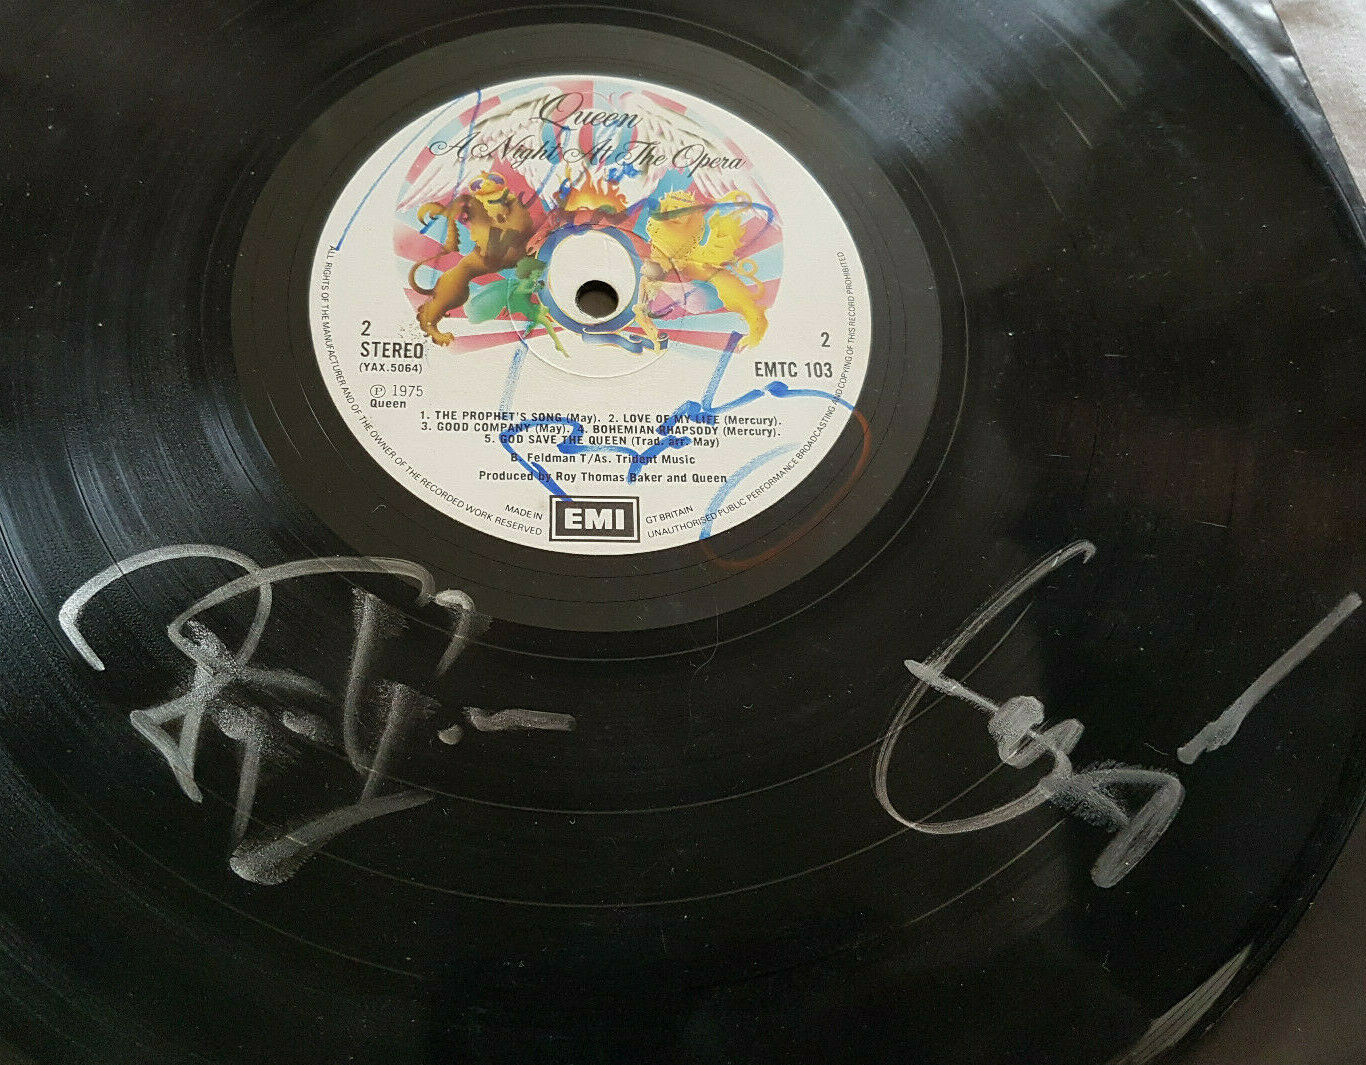 Queen
A Night At The Opera
2
STEREO
(YAX.5064)
℗ 1975
Queen
2
EMTC 103
1. THE PROPHET'S SONG (May). 2. LOVE OF MY LIFE (Mercury).
3. GOOD COMPANY (May). 4. BOHEMIAN RHAPSODY (Mercury).
5. GOD SAVE THE QUEEN (Trad. arr. May)
B. Feldman T/As. Trident Music
Produced by Roy Thomas Baker and Queen
MADE IN
EMI
GT BRITAIN
ALL RIGHTS OF THE MANUFACTURER AND OF THE OWNER OF THE RECORDED WORK RESERVED
UNAUTHORISED PUBLIC PERFORMANCE BROADCASTING AND COPYING OF THIS RECORD PROHIBITED